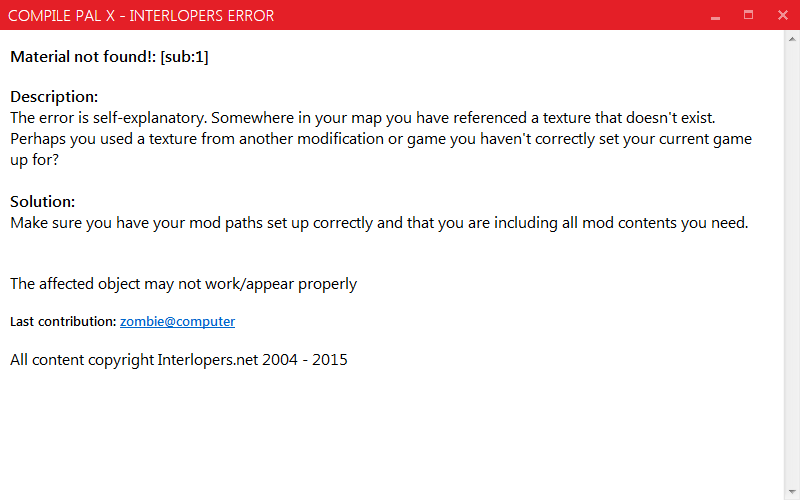 COMPILE PAL X - INTERLOPERS ERROR
Material not found!: [sub:1]
Description:
The error is self-explanatory. Somewhere in your map you have referenced a texture that doesn't exist.
Perhaps you used a texture from another modification or game you haven't correctly set your current game
up for?
Solution:
Make sure you have your mod paths set up correctly and that you are including all mod contents you need.
The affected object may not work/appear properly
Last contribution: zombie@computer
All content copyright Interlopers.net 2004 - 2015